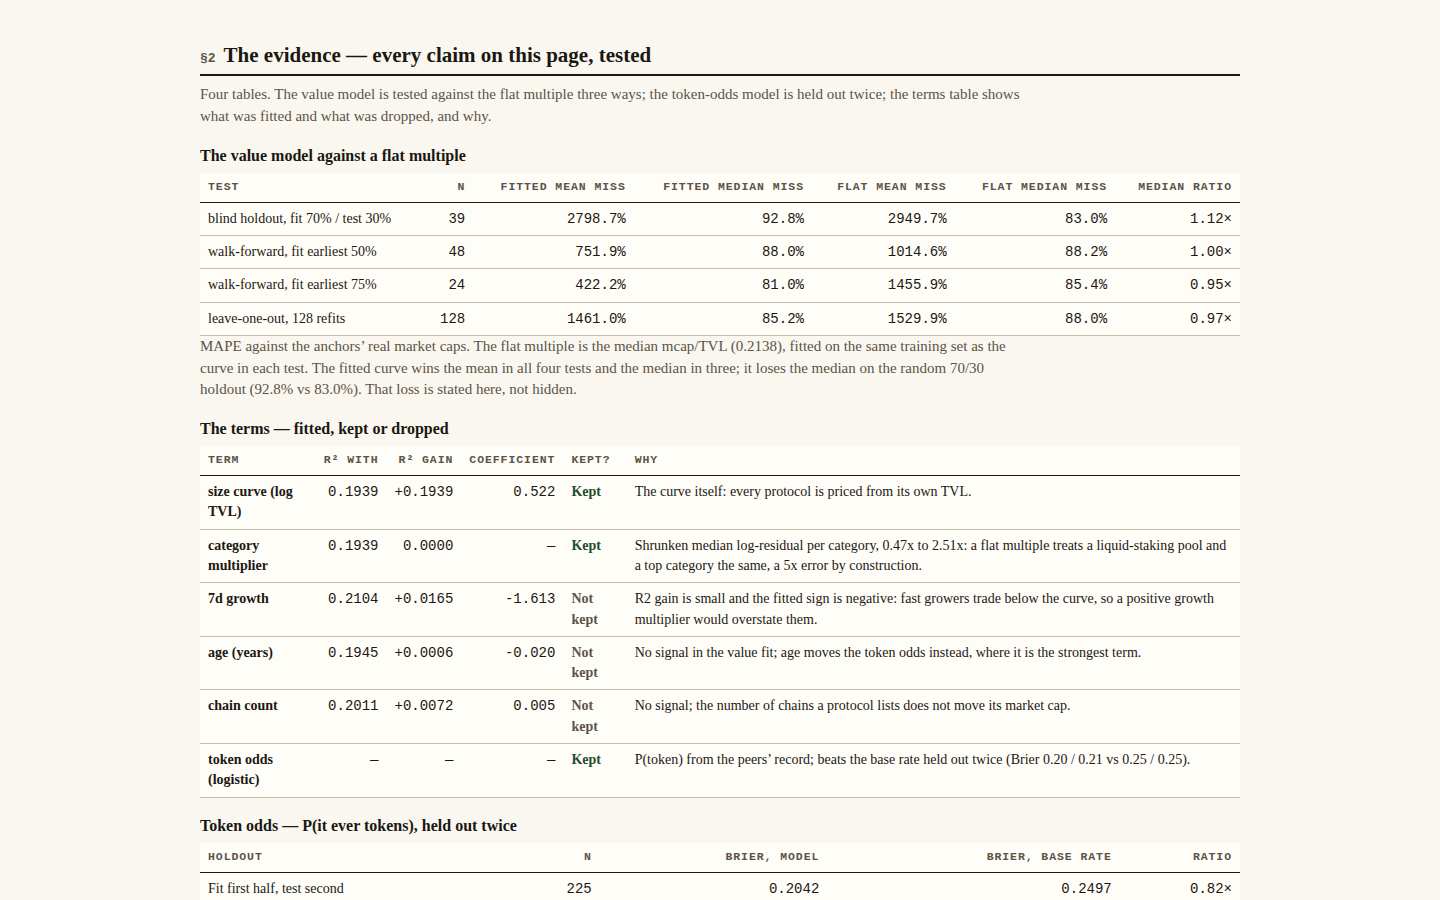 §2 The evidence — every claim on this page, tested
Four tables. The value model is tested against the flat multiple three ways; the token-odds model is held out twice; the terms table shows
what was fitted and what was dropped, and why.
The value model against a flat multiple
TEST N FITTED MEAN MISS FITTED MEDIAN MISS FLAT MEAN MISS FLAT MEDIAN MISS MEDIAN RATIO
blind holdout, fit 70% / test 30% 39 2798.7% 92.8% 2949.7% 83.0% 1.12×
walk-forward, fit earliest 50% 48 751.9% 88.0% 1014.6% 88.2% 1.00×
walk-forward, fit earliest 75% 24 422.2% 81.0% 1455.9% 85.4% 0.95×
leave-one-out, 128 refits 128 1461.0% 85.2% 1529.9% 88.0% 0.97×
MAPE against the anchors’ real market caps. The flat multiple is the median mcap/TVL (0.2138), fitted on the same training set as the
curve in each test. The fitted curve wins the mean in all four tests and the median in three; it loses the median on the random 70/30
holdout (92.8% vs 83.0%). That loss is stated here, not hidden.
The terms — fitted, kept or dropped
TERM R² WITH R² GAIN COEFFICIENT KEPT? WHY
size curve (log 0.1939 +0.1939 0.522 Kept The curve itself: every protocol is priced from its own TVL.
TVL)
category 0.1939 0.0000 — Kept Shrunken median log-residual per category, 0.47x to 2.51x: a flat multiple treats a liquid-staking pool and
multiplier a top category the same, a 5x error by construction.
7d growth 0.2104 +0.0165 -1.613 Not R2 gain is small and the fitted sign is negative: fast growers trade below the curve, so a positive growth
kept multiplier would overstate them.
age (years) 0.1945 +0.0006 -0.020 Not No signal in the value fit; age moves the token odds instead, where it is the strongest term.
kept
chain count 0.2011 +0.0072 0.005 Not No signal; the number of chains a protocol lists does not move its market cap.
kept
token odds — — — Kept P(token) from the peers’ record; beats the base rate held out twice (Brier 0.20 / 0.21 vs 0.25 / 0.25).
(logistic)
Token odds — P(it ever tokens), held out twice
HOLDOUT N BRIER, MODEL BRIER, BASE RATE RATIO
Fit first half, test second 225 0.2042 0.2497 0.82×